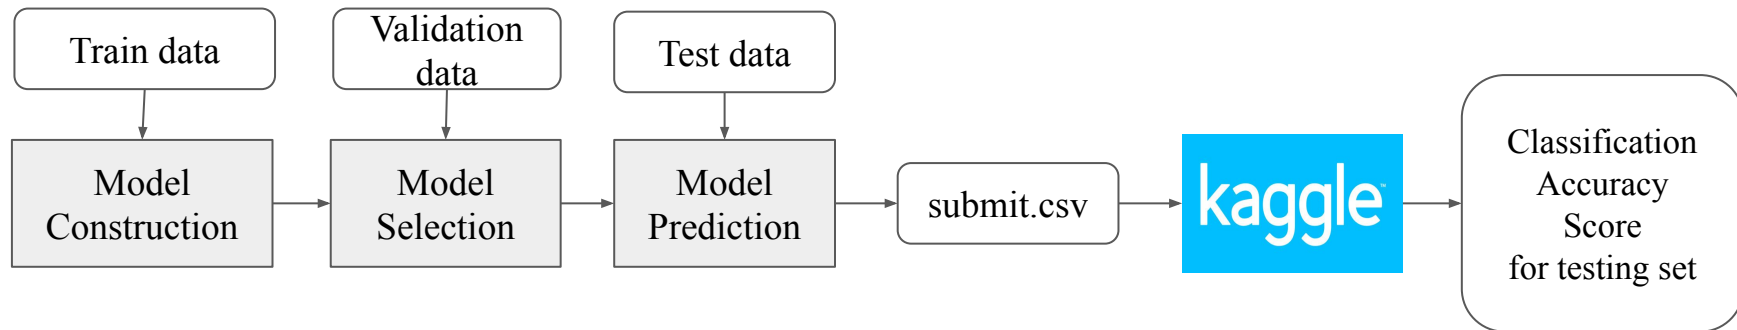 Train data
Validation
data
Test data
Model
Construction
Model
Selection
Model
Prediction
submit.csv
kaggle™
Classification
Accuracy
Score
for testing set